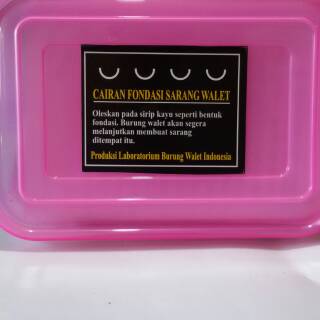 CAIRAN FONDASI SARANG WALET
Oleskan pada sirip kayu seperti bentuk
fondasi. Burung walet akan segera
melanjutkan membuat sarang
ditempat itu.
Produksi Laboratorium Burung Walet Indonesia